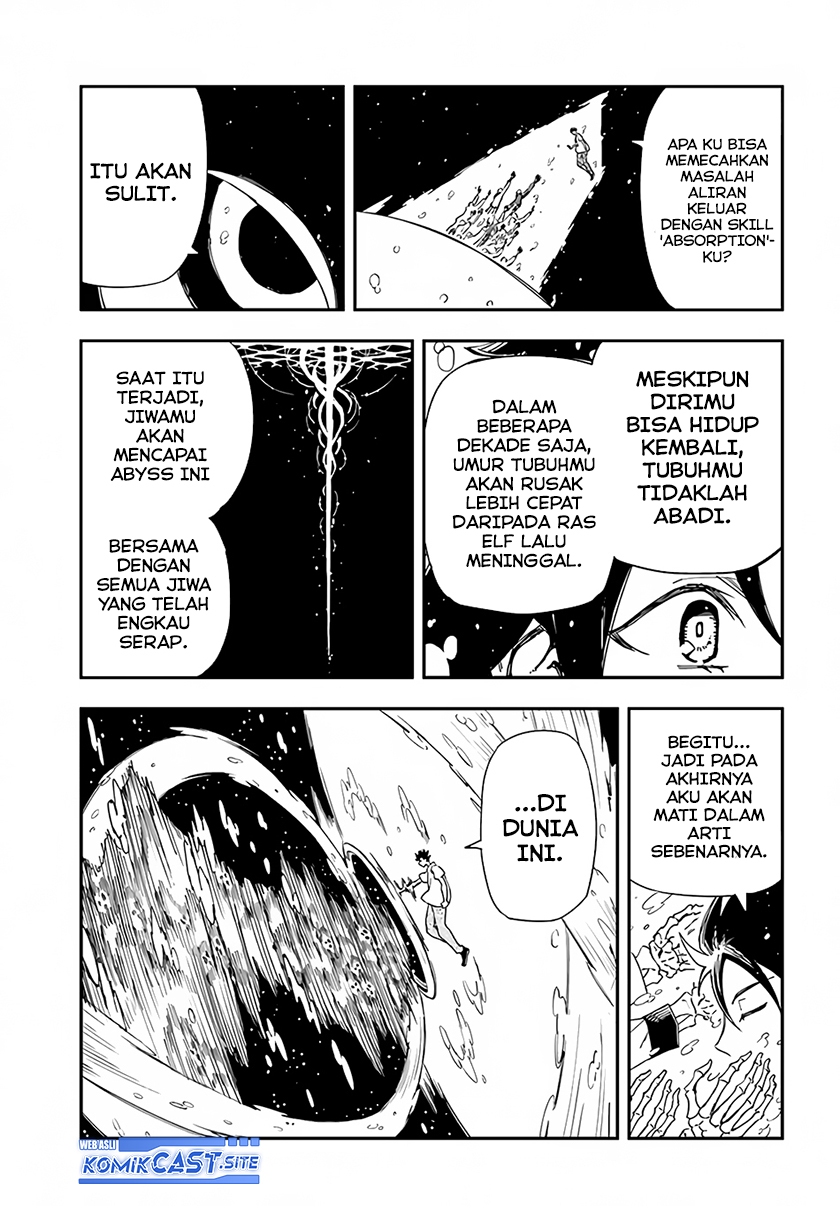 APA KU BISA
MEMECAHKAN
MASALAH
ALIRAN
KELUAR
DENGAN SKILL
'ABSORPTION'-
KU?
ITU AKAN
SULIT.
MESKIPUN
DIRIMU
BISA HIDUP
KEMBALI,
TUBUHMU
TIDAKLAH
ABADI.
DALAM
BEBERAPA
DEKADE SAJA,
UMUR TUBUHMU
AKAN RUSAK
LEBIH CEPAT
DARIPADA RAS
ELF LALU
MENINGGAL.
SAAT ITU
TERJADI,
JIWAMU
AKAN
MENCAPAI
ABYSS INI
BERSAMA
DENGAN
SEMUA JIWA
YANG TELAH
ENGKAU
SERAP.
BEGITU...
JADI PADA
AKHIRNYA
AKU AKAN
MATI DALAM
ARTI
SEBENARNYA.
...DI
DUNIA
INI.
WEB ASLI
KOMIKCAST.SITE